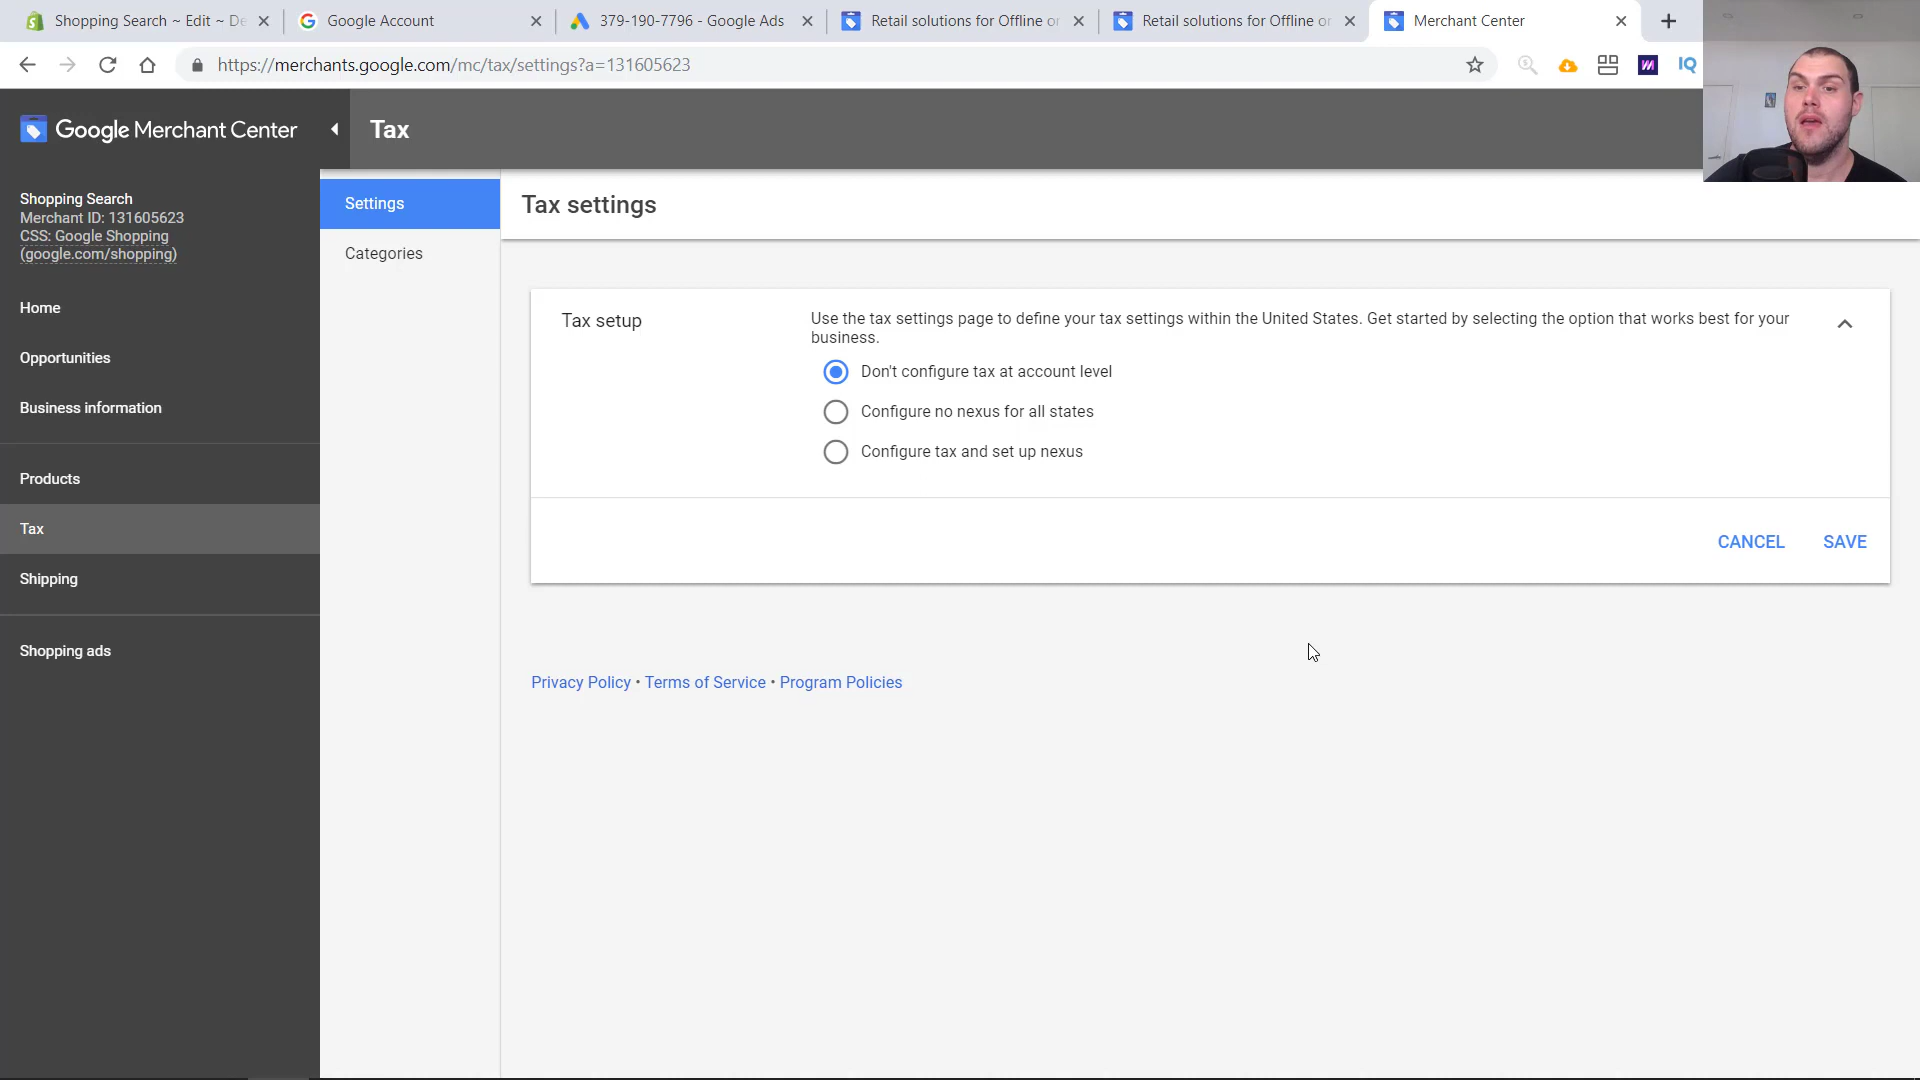 Shopping Search ~ Edit ~ De
Google Account
379-190-7796 - Google Ads
Retail solutions for Offline or
Retail solutions for Offline or
Merchant Center
https://merchants.google.com/mc/tax/settings?a=131605623
IQ
Google Merchant Center
Tax
Shopping Search
Merchant ID: 131605623
CSS: Google Shopping
(google.com/shopping)
Home
Opportunities
Business information
Products
Tax
Shipping
Shopping ads
Settings
Categories
Tax settings
Tax setup
Use the tax settings page to define your tax settings within the United States. Get started by selecting the option that works best for your
business.
Don't configure tax at account level
Configure no nexus for all states
Configure tax and set up nexus
CANCEL
SAVE
Privacy Policy • Terms of Service • Program Policies